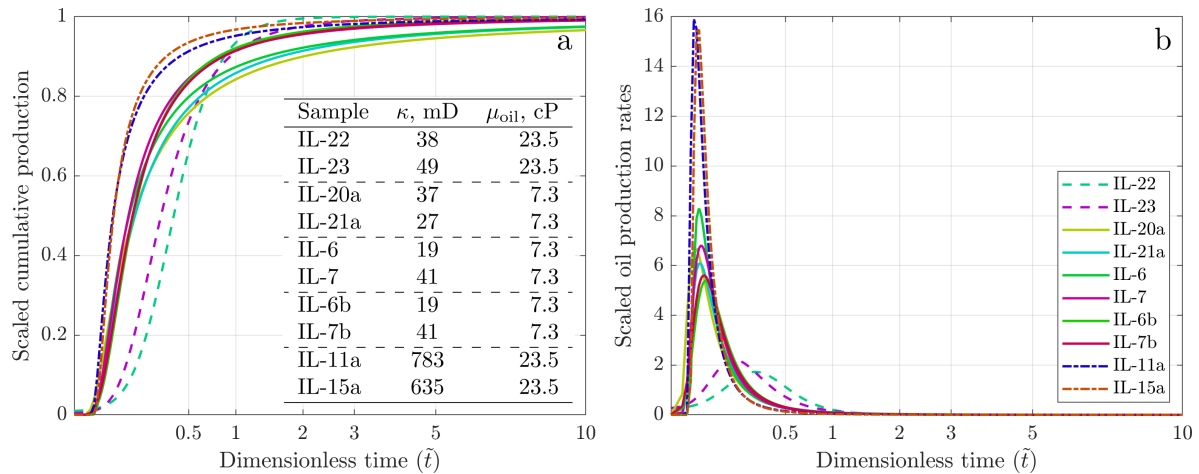 a
Scaled cumulative production
1
0.8
0.6
0.4
0.2
0
Sample κ, mD μoil, cP
IL-22 38 23.5
IL-23 49 23.5
IL-20a 37 7.3
IL-21a 27 7.3
IL-6 19 7.3
IL-7 41 7.3
IL-6b 19 7.3
IL-7b 41 7.3
IL-11a 783 23.5
IL-15a 635 23.5
0.5 1 2 3 5 10
Dimensionless time (t̃)
b
Scaled oil production rates
16
14
12
10
8
6
4
2
0
IL-22
IL-23
IL-20a
IL-21a
IL-6
IL-7
IL-6b
IL-7b
IL-11a
IL-15a
0.5 1 2 3 5 10
Dimensionless time (t̃)